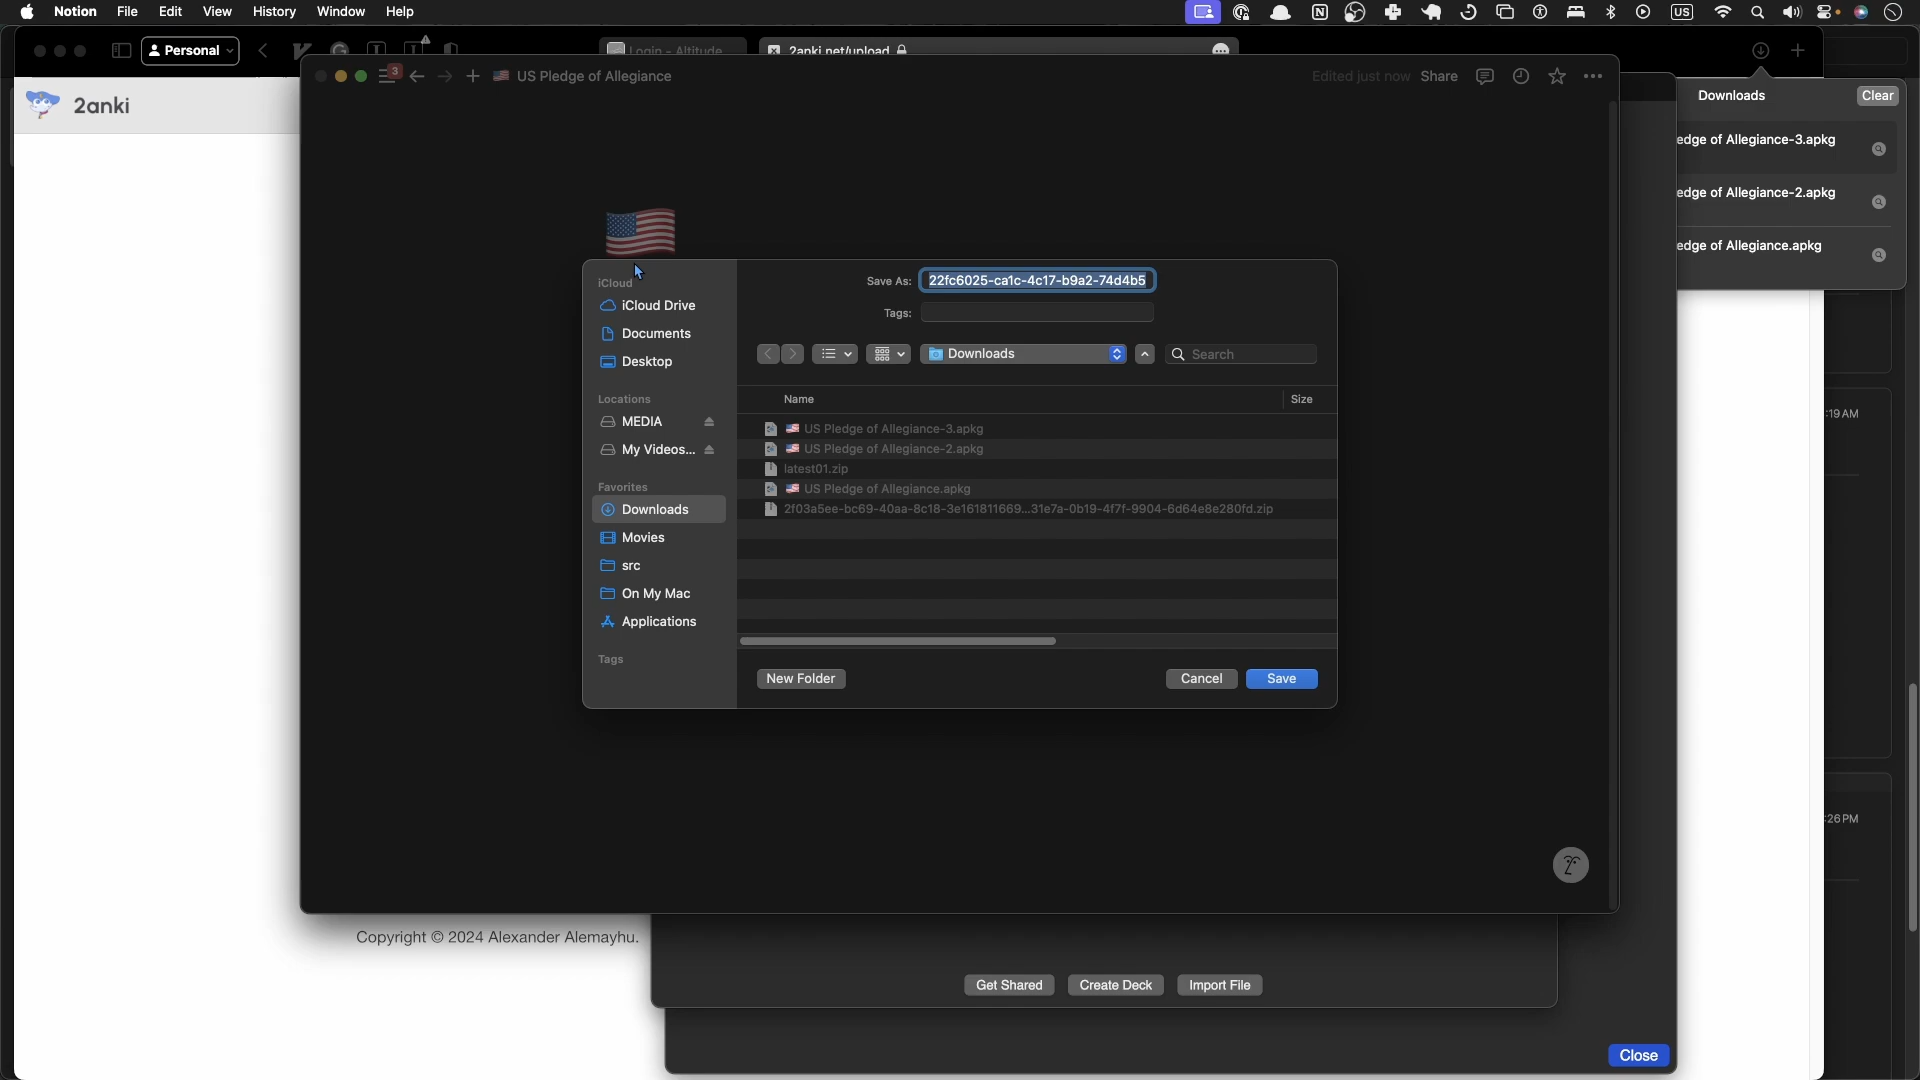 Notion File Edit View History Window Help US
Personal
Login - Altitude
2anki.net/upload
3 US Pledge of Allegiance
Edited just now Share
2anki
Downloads Clear
edge of Allegiance-3.apkg
edge of Allegiance-2.apkg
edge of Allegiance.apkg
iCloud
iCloud Drive
Documents
Desktop
Locations
MEDIA
My Videos...
Favorites
Downloads
Movies
src
On My Mac
Applications
Tags
Save As: 22fc6025-ca1c-4c17-b9a2-74d4b5
Tags:
Downloads
Search
Name Size
US Pledge of Allegiance-3.apkg
US Pledge of Allegiance-2.apkg
latest01.zip
US Pledge of Allegiance.apkg
2f03a5ee-bc69-40aa-8c18-3e161811669...31e7a-0b19-4f7f-9904-6d64e8e280fd.zip
New Folder Cancel Save
:19 AM
:26 PM
Copyright © 2024 Alexander Alemayhu.
Get Shared Create Deck Import File
Close